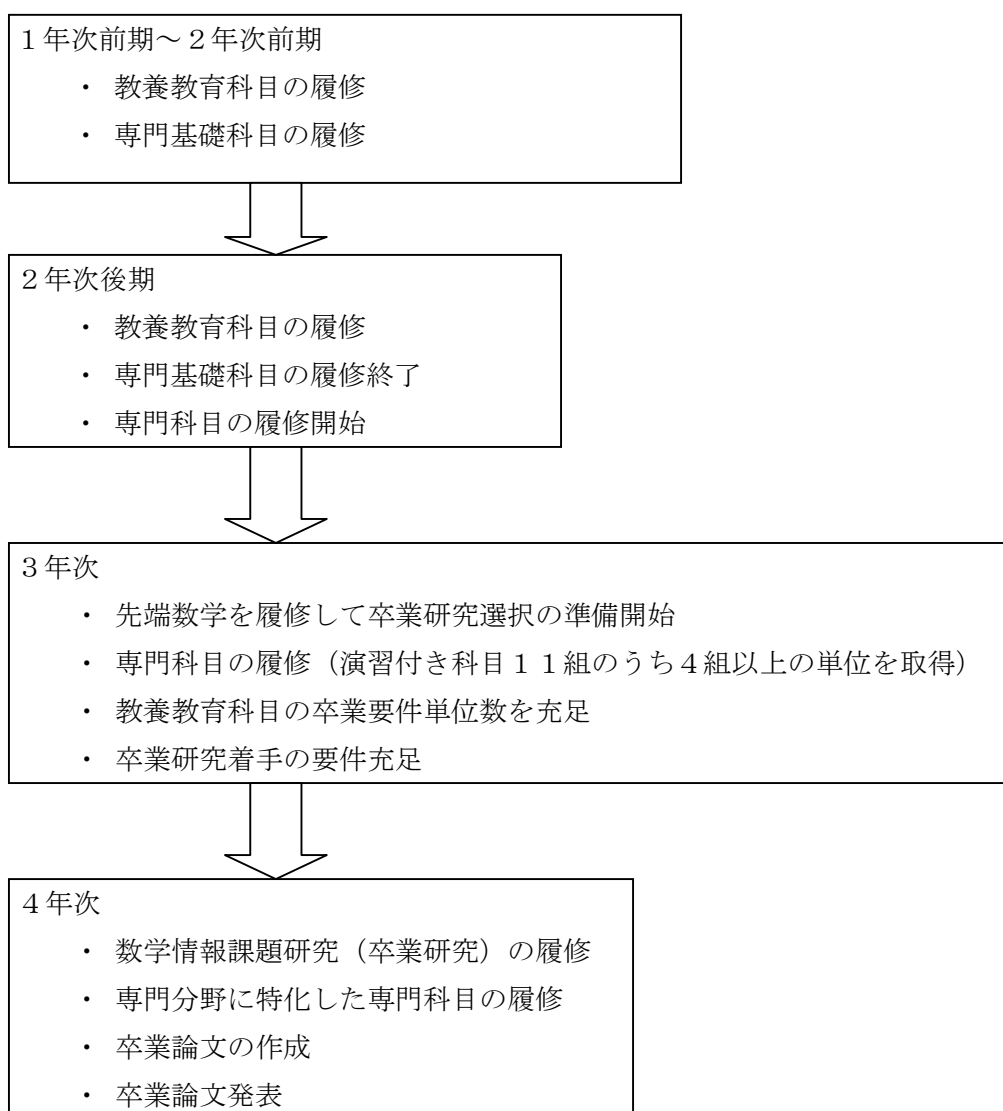 １年次前期～２年次前期
・ 教養教育科目の履修
・ 専門基礎科目の履修
２年次後期
・ 教養教育科目の履修
・ 専門基礎科目の履修終了
・ 専門科目の履修開始
３年次
・ 先端数学を履修して卒業研究選択の準備開始
・ 専門科目の履修（演習付き科目１１組のうち４組以上の単位を取得）
・ 教養教育科目の卒業要件単位数を充足
・ 卒業研究着手の要件充足
４年次
・ 数学情報課題研究（卒業研究）の履修
・ 専門分野に特化した専門科目の履修
・ 卒業論文の作成
・ 卒業論文発表